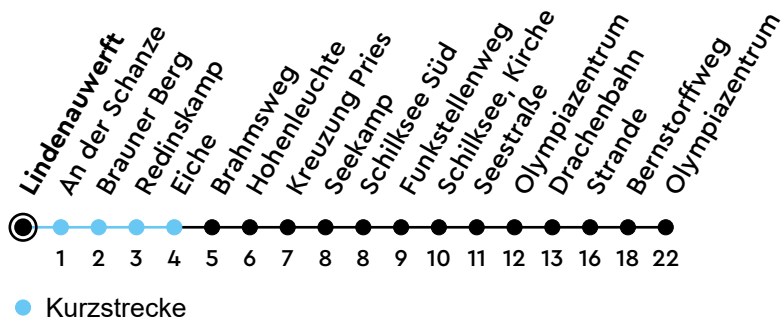 Lindenauwerft
An der Schanze
Brauner Berg
Redinskamp
Eiche
Brahmsweg
Hohenleuchte
Kreuzung Pries
Seekamp
Schilksee Süd
Funkstellenweg
Schilksee, Kirche
Seestraße
Olympiazentrum
Drachenbahn
Strande
Bernstorffweg
Olympiazentrum
1 2 3 4 5 6 7 8 8 9 10 11 12 13 16 18 22
Kurzstrecke